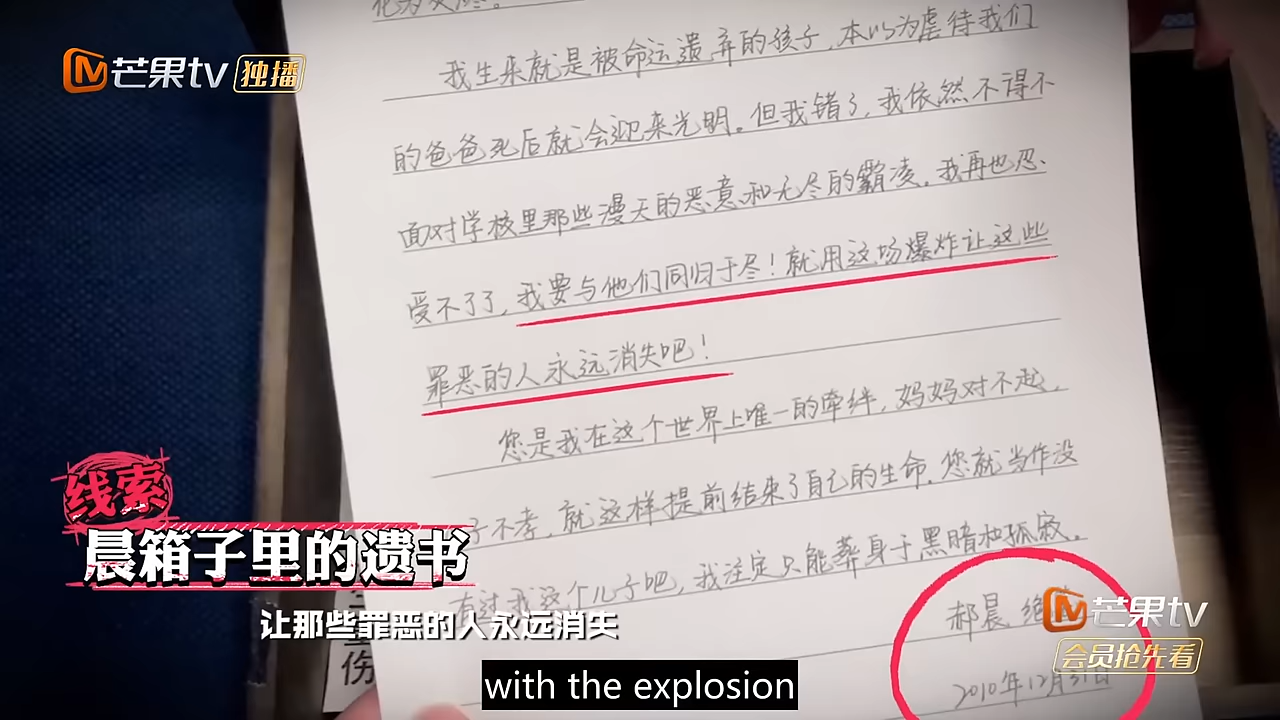 化为灰烬。
我生来就是被命运遗弃的孩子，本以为虐待我们
的爸爸死后就会迎来光明。但我错了，我依然不得不
面对学校里那些漫天的恶意和无尽的霸凌。我再也忍
受不了了，我要与他们同归于尽！就用这场爆炸让这些
罪恶的人永远消失吧！
您是我在这个世界上唯一的牵绊，妈妈对不起，
子不孝，就这样提前结束了自己的生命。您就当作没
有过我这个儿子吧，我注定只能葬身于黑暗和孤寂。
郝晨
2010年12月31日
芒果tv 独播
线索
晨箱子里的遗书
伤
让那些罪恶的人永远消失
with the explosion
芒果tv
会员抢先看